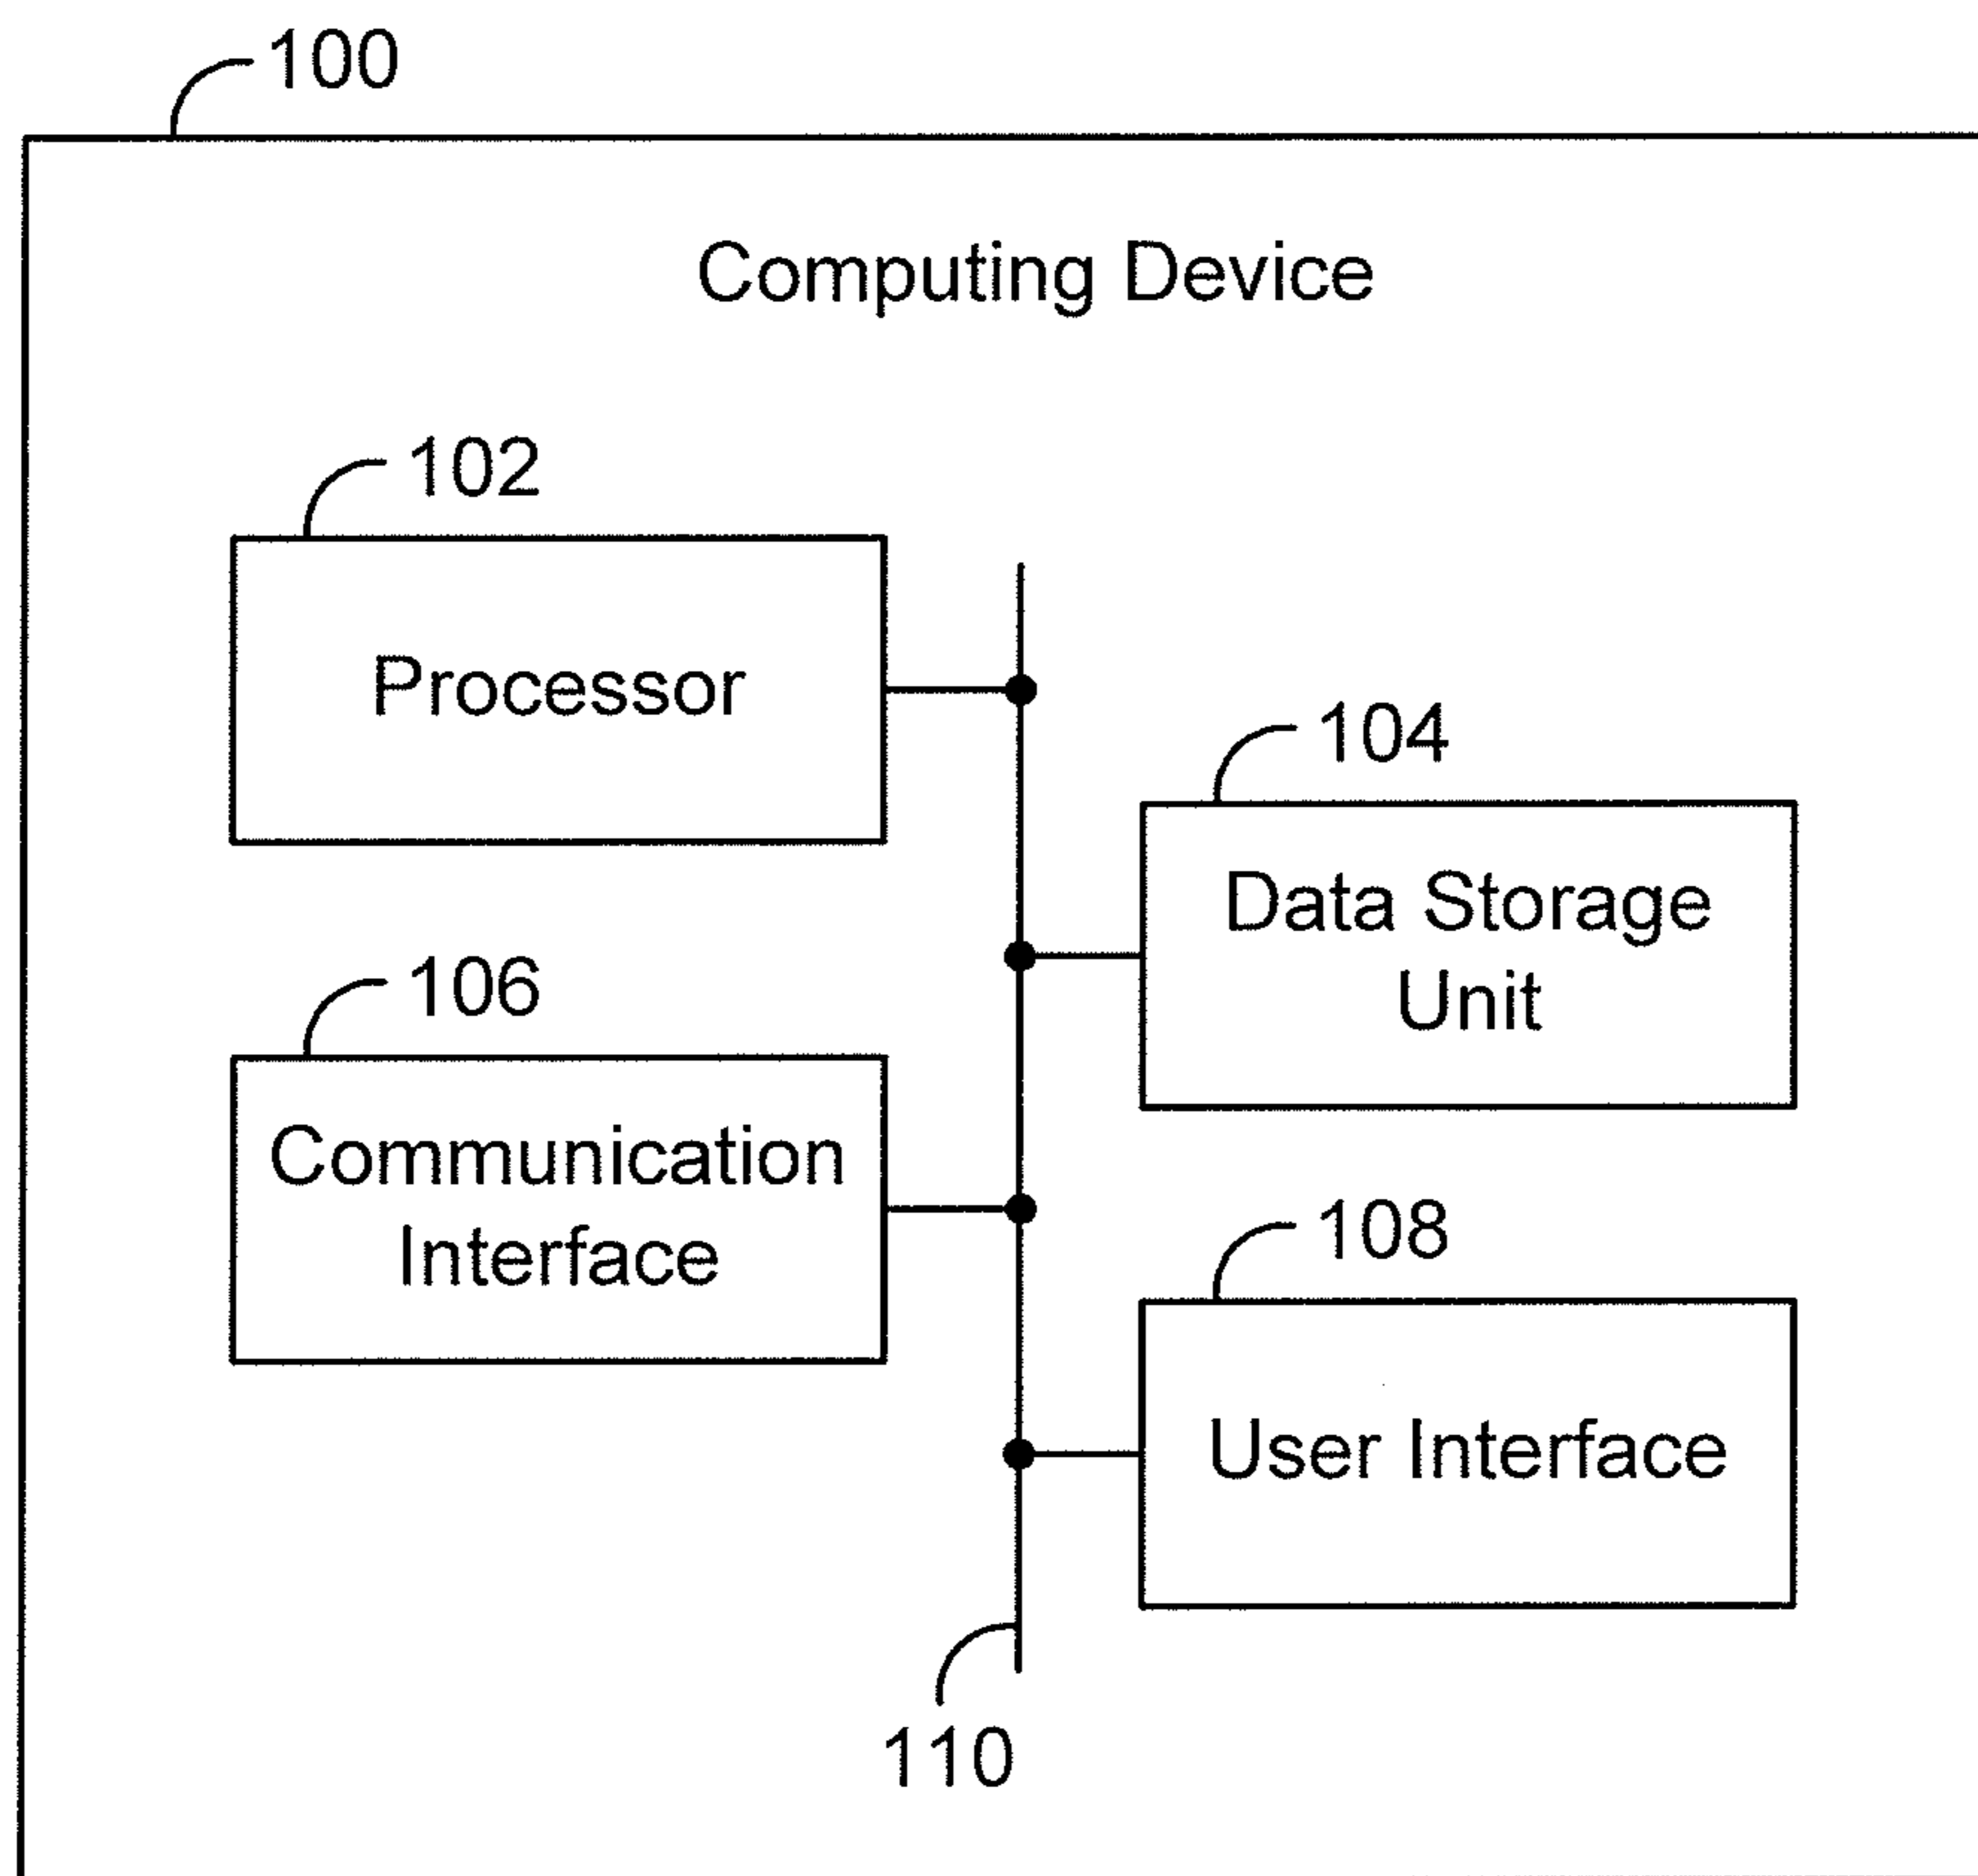 100
Computing Device
102
Processor
104
Data Storage
Unit
106
Communication
Interface
108
User Interface
110